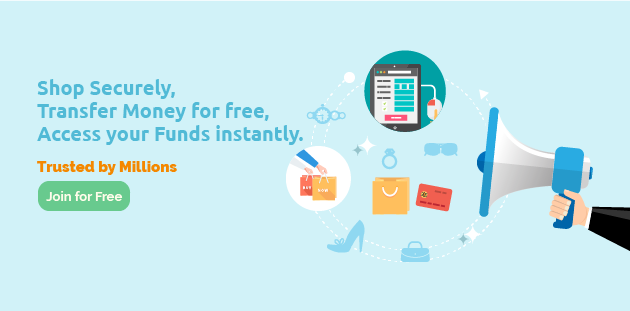 Shop Securely,
Transfer Money for free,
Access your Funds instantly.
Trusted by Millions
Join for Free